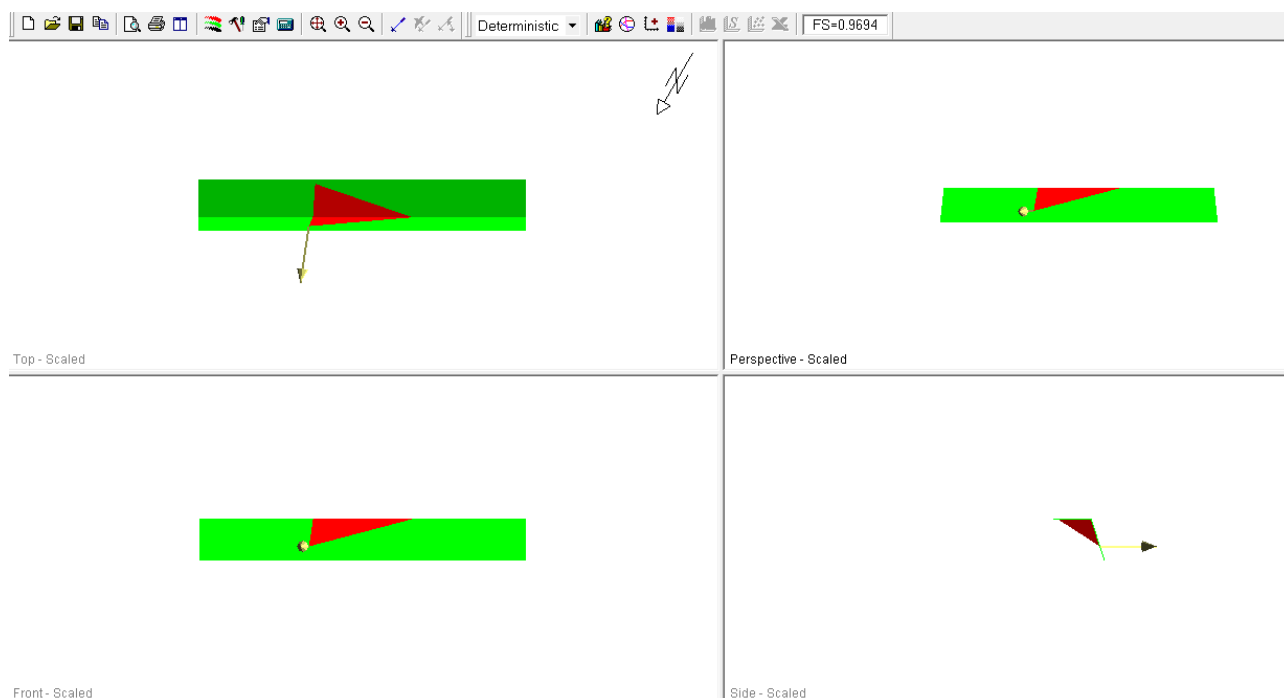 Deterministic FS=0.9694
N
Top - Scaled
Perspective - Scaled
Front - Scaled
Side - Scaled